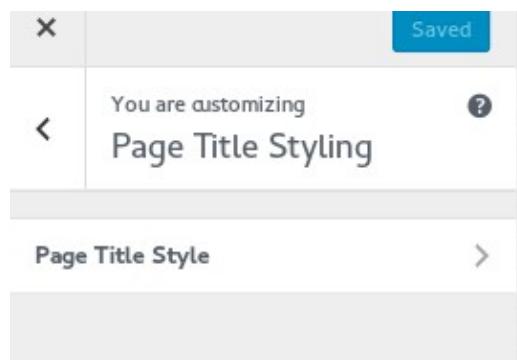 Saved
You are customizing
Page Title Styling
Page Title Style